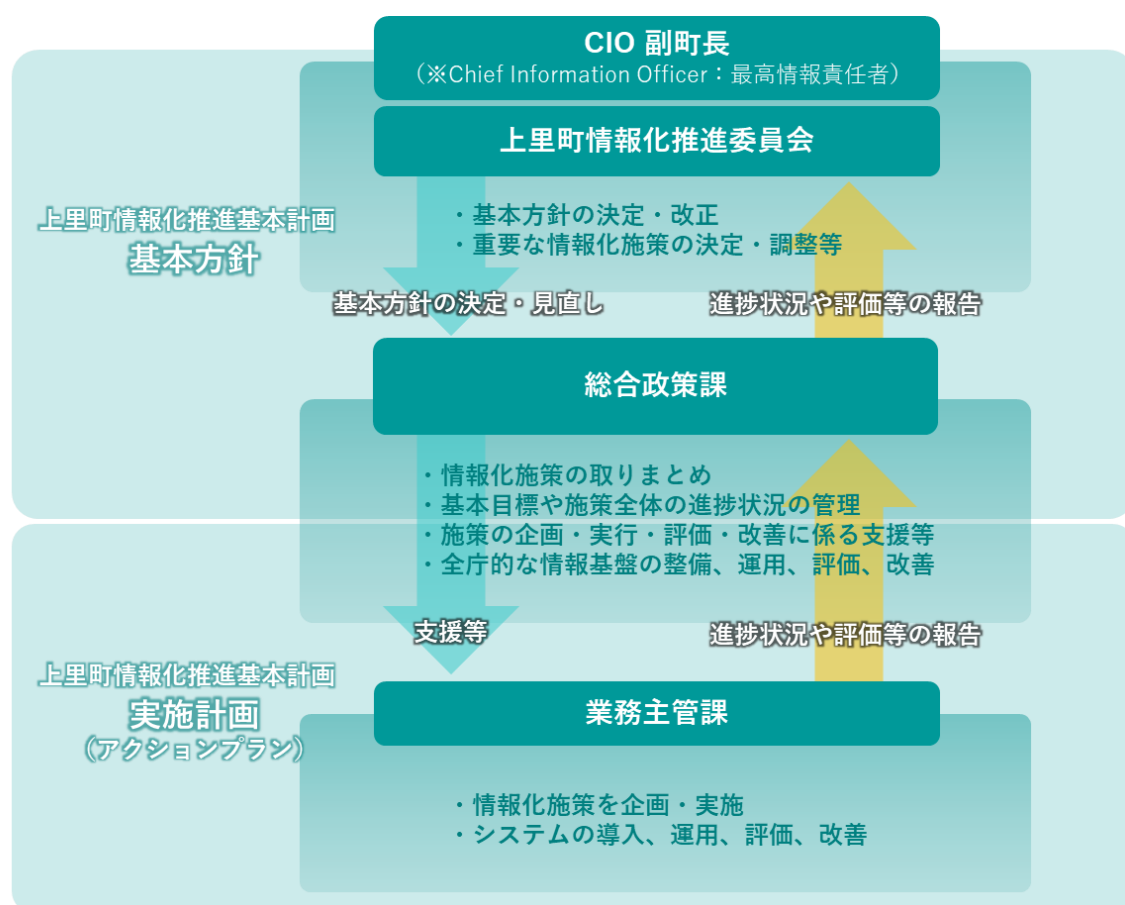 CIO 副町長
（※Chief Information Officer：最高情報責任者）
上里町情報化推進委員会
上里町情報化推進基本計画
基本方針
・基本方針の決定・改正
・重要な情報化施策の決定・調整等
基本方針の決定・見直し
進捗状況や評価等の報告
総合政策課
・情報化施策の取りまとめ
・基本目標や施策全体の進捗状況の管理
・施策の企画・実行・評価・改善に係る支援等
・全庁的な情報基盤の整備、運用、評価、改善
支援等
進捗状況や評価等の報告
上里町情報化推進基本計画
実施計画
（アクションプラン）
業務主管課
・情報化施策を企画・実施
・システムの導入、運用、評価、改善